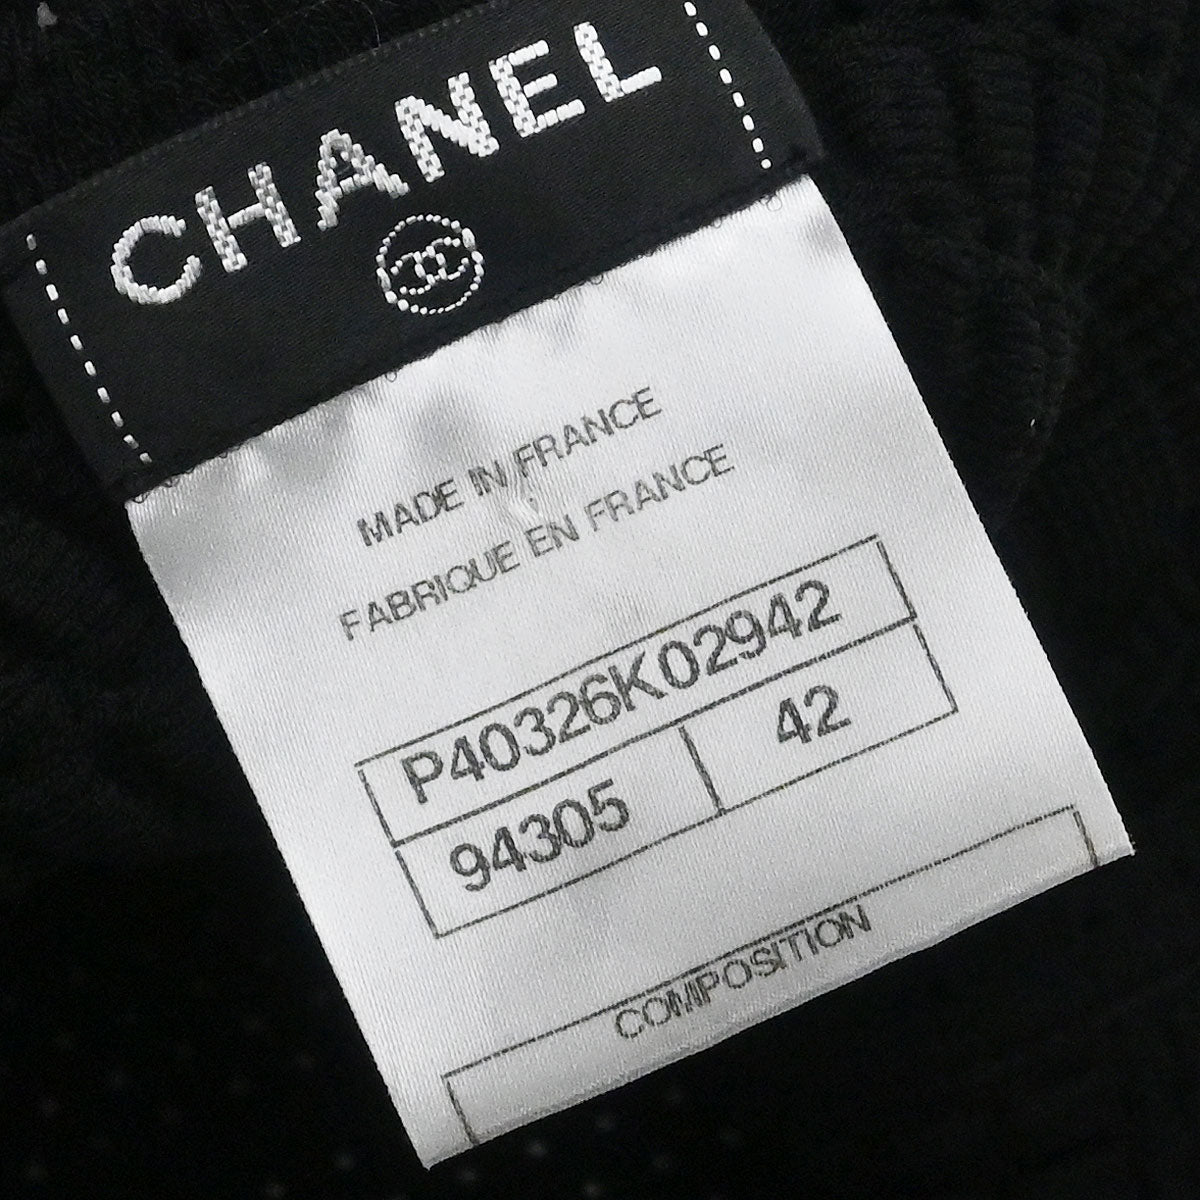 CHANEL
MADE IN FRANCE
FABRIQUE EN FRANCE
P40326K02942
94305 42
COMPOSITION